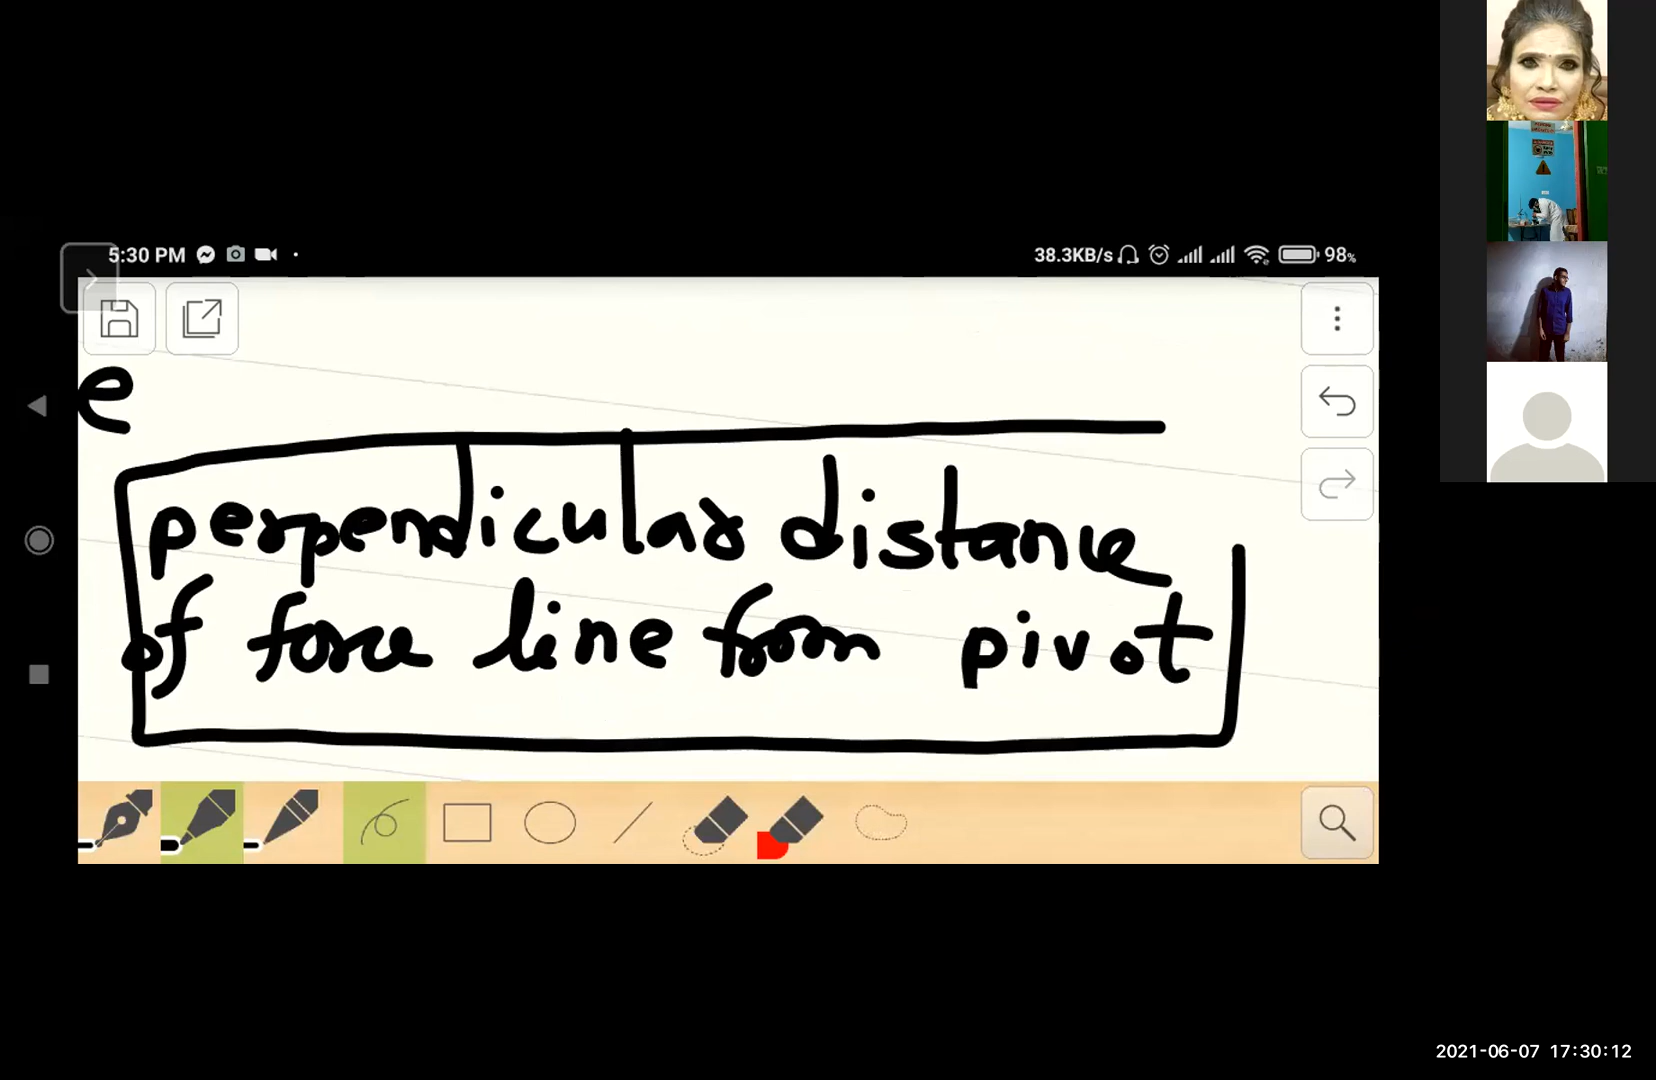 5:30 PM
38.3KB/s 98%
e
perpendicular distance
of force line from pivot
2021-06-07 17:30:12